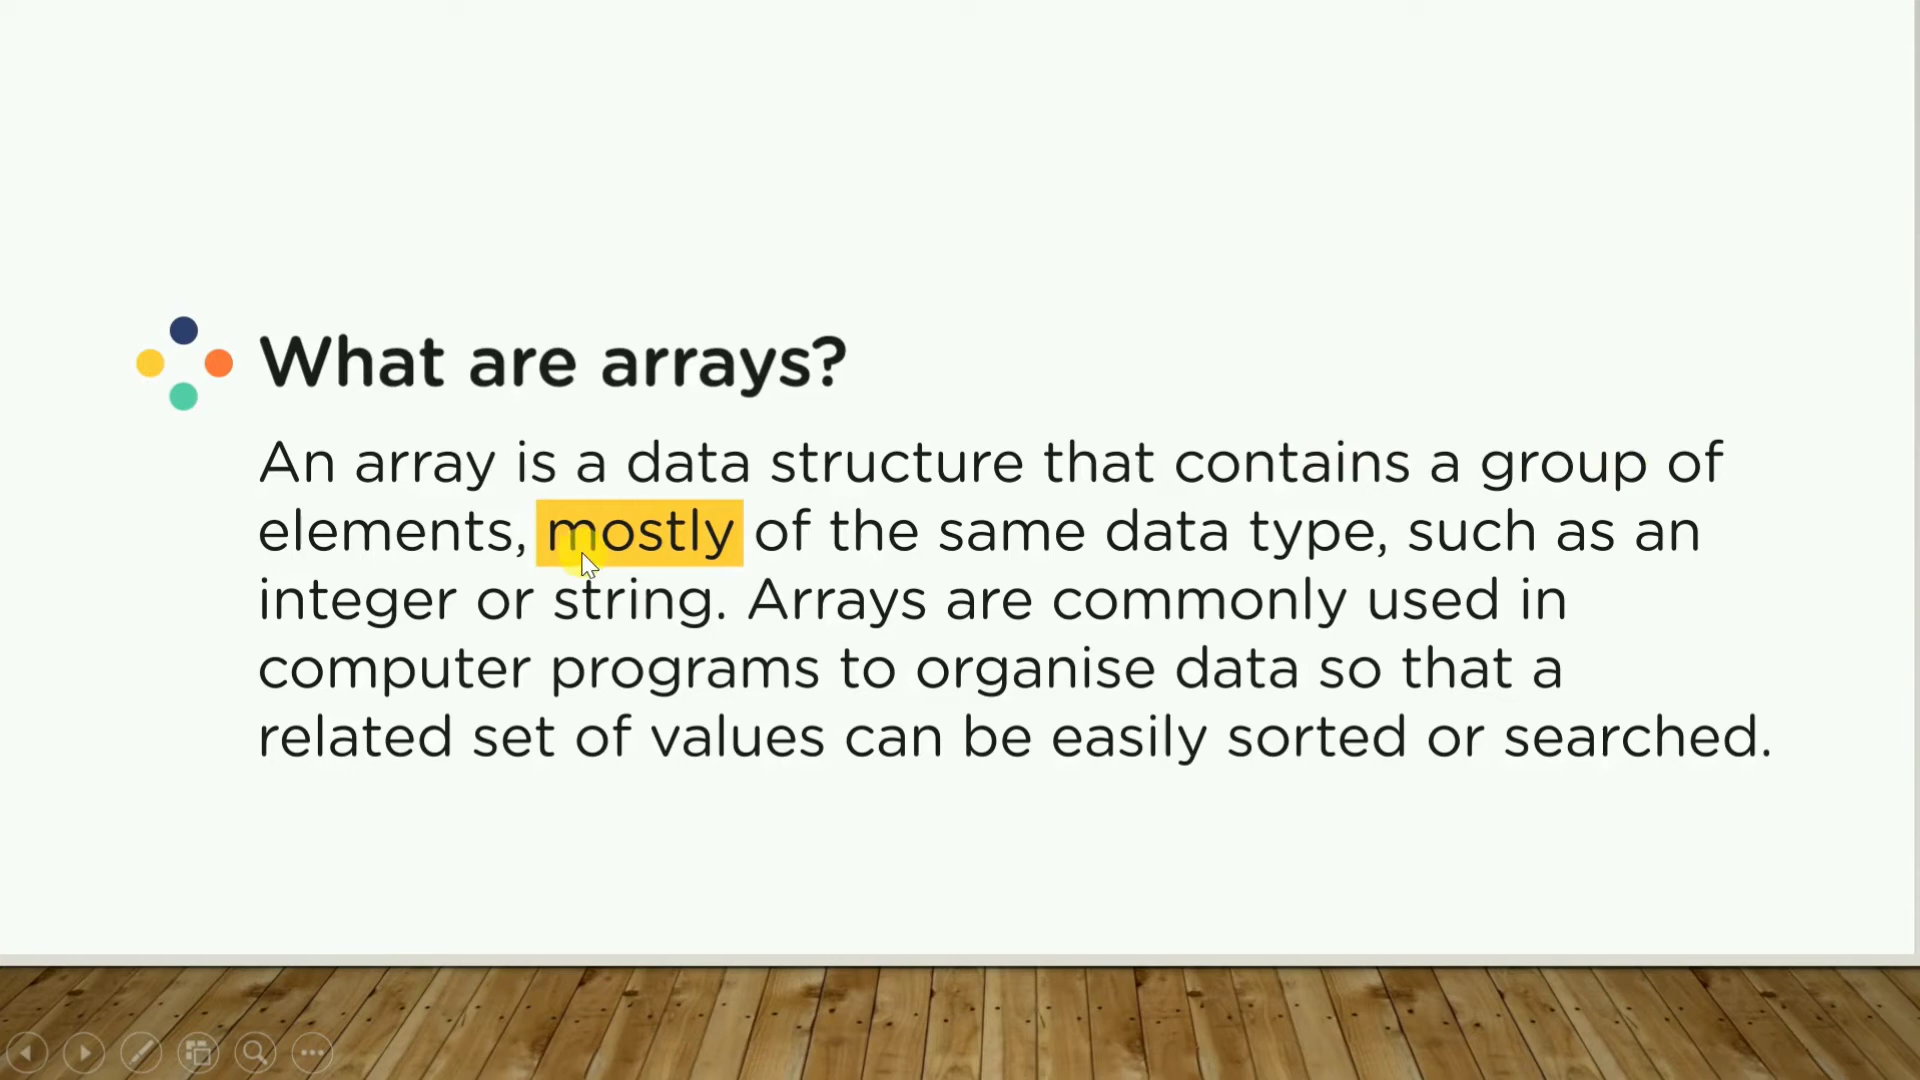 What are arrays?
An array is a data structure that contains a group of
elements, mostly of the same data type, such as an
integer or string. Arrays are commonly used in
computer programs to organise data so that a
related set of values can be easily sorted or searched.